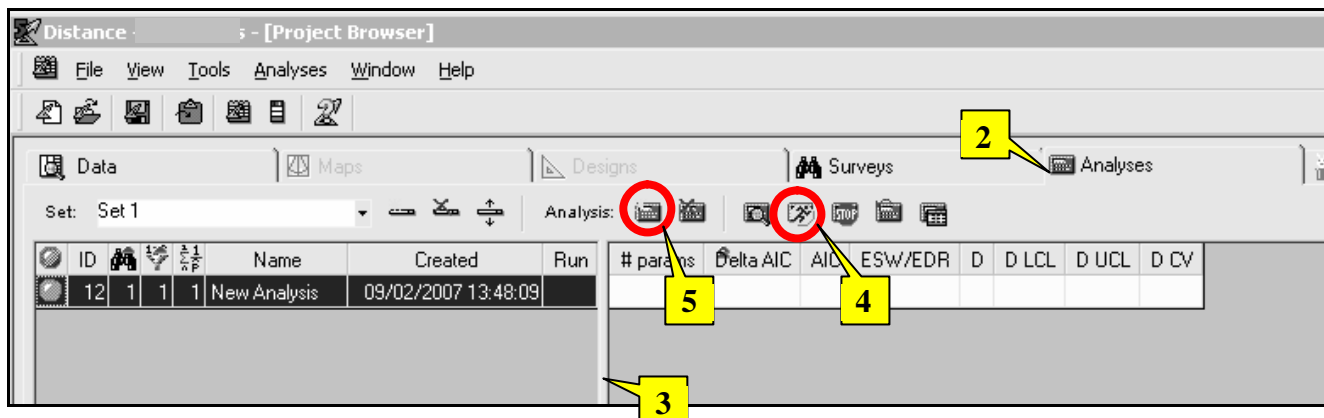 Distance - s - [Project Browser]
File View Tools Analyses Window Help
2
Data Maps Designs Surveys Analyses
Set: Set 1 Analysis: STOP
ID Name Created Run # params Delta AIC AIC ESW/EDR D D LCL D UCL D CV
12 1 1 1 New Analysis 09/02/2007 13:48:09
5 4
3